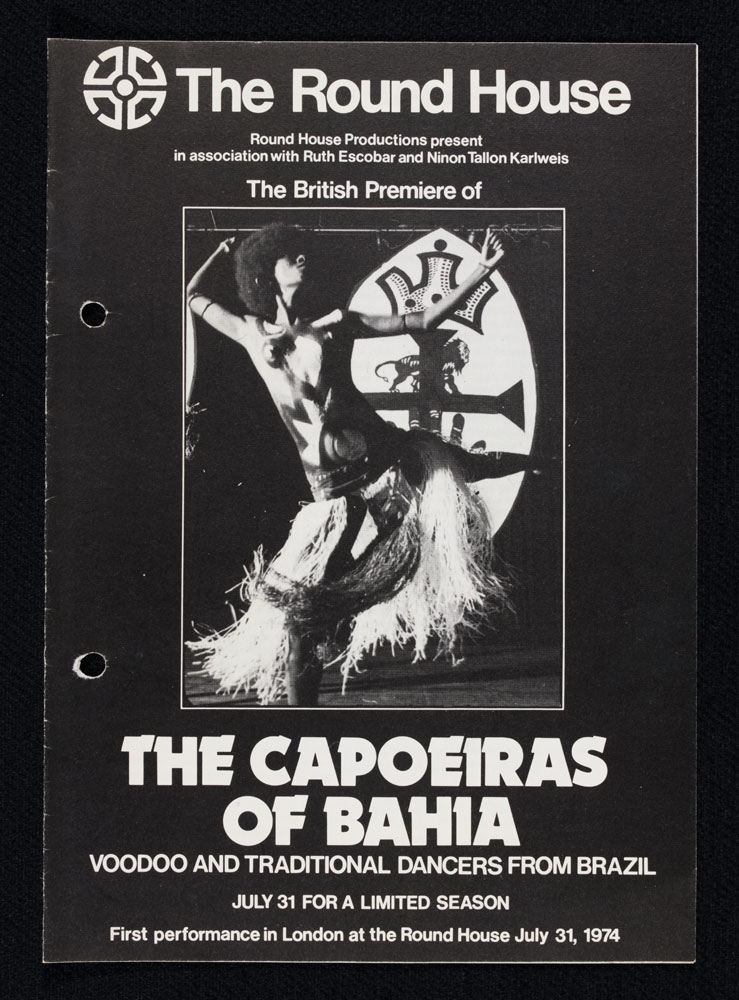 The Round House
Round House Productions present
in association with Ruth Escobar and Ninon Tallon Karlweis
The British Premiere of
THE CAPOEIRAS
OF BAHIA
VOODOO AND TRADITIONAL DANCERS FROM BRAZIL
JULY 31 FOR A LIMITED SEASON
First performance in London at the Round House July 31, 1974